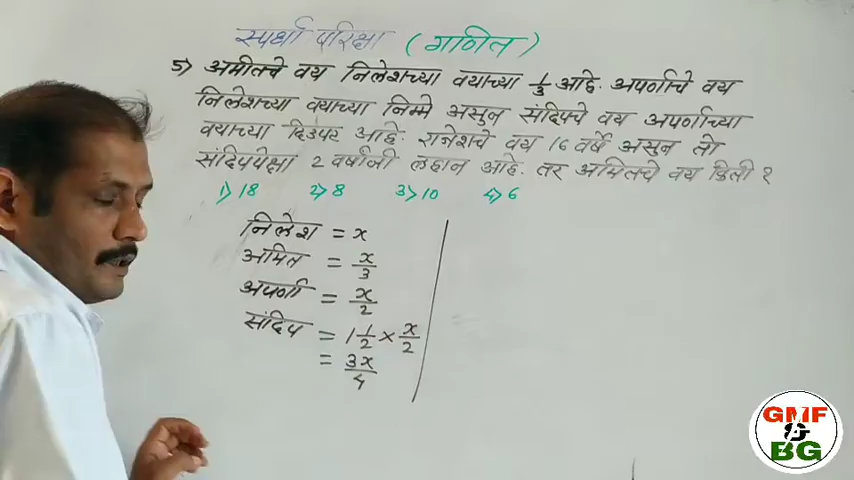 स्पर्धा परिक्षा (गणित)
5) अमितचे वय निलेशच्या वयाच्या 1/3 आहे. अपर्णाचे वय
निलेशच्या वयाच्या निम्मे असुन संदिपचे वय अपर्णाच्या
वयाच्या दिडपट आहे. राजेशचे वय 16 वर्षे असुन तो
संदिपपेक्षा 2 वर्षांनी लहान आहे. तर अमितचे वय किती ?
1) 18 2) 8 3) 10 4) 6
निलेश = x
अमित = x/3
अपर्णा = x/2
संदिप = 1 1/2 × x/2
= 3x/4
GMF
&
BG